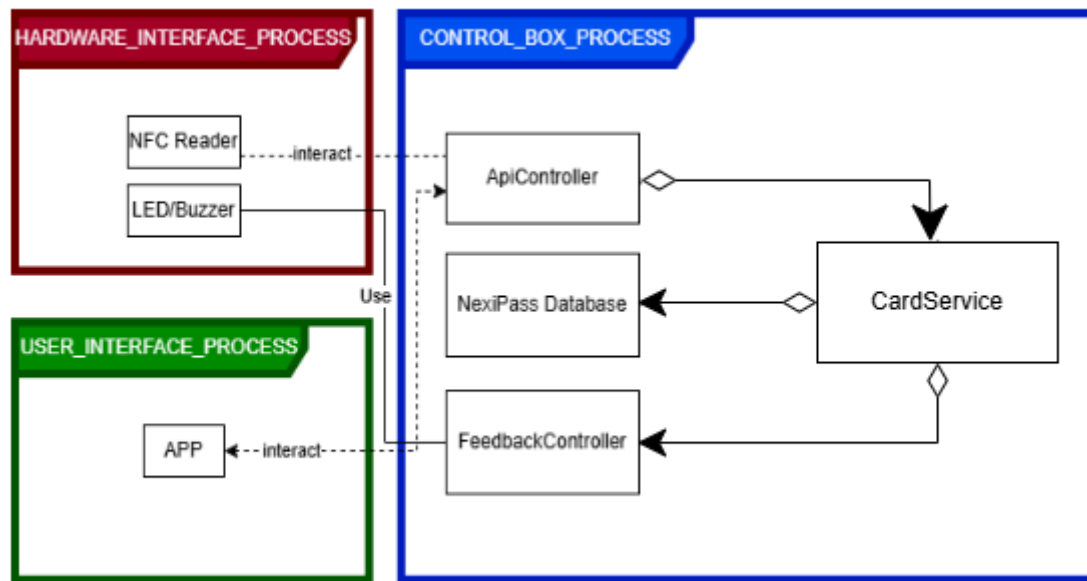 HARDWARE_INTERFACE_PROCESS
NFC Reader
LED/Buzzer
interact
Use
USER_INTERFACE_PROCESS
APP
interact
CONTROL_BOX_PROCESS
ApiController
NexiPass Database
FeedbackController
CardService